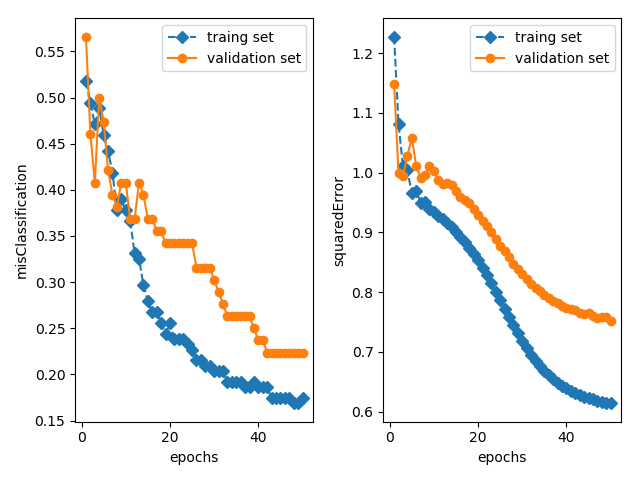 traing set
validation set
0.55
0.50
0.45
0.40
0.35
0.30
0.25
0.20
0.15
misClassification
0
20
40
epochs
traing set
validation set
1.2
1.1
1.0
0.9
0.8
0.7
0.6
squaredError
0
20
40
epochs